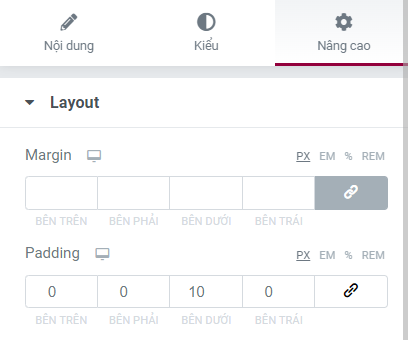 Nội dung Kiểu Nâng cao
Layout
Margin PX EM % REM
BÊN TRÊN BÊN PHẢI BÊN DƯỚI BÊN TRÁI
Padding PX EM % REM
0 0 10 0
BÊN TRÊN BÊN PHẢI BÊN DƯỚI BÊN TRÁI